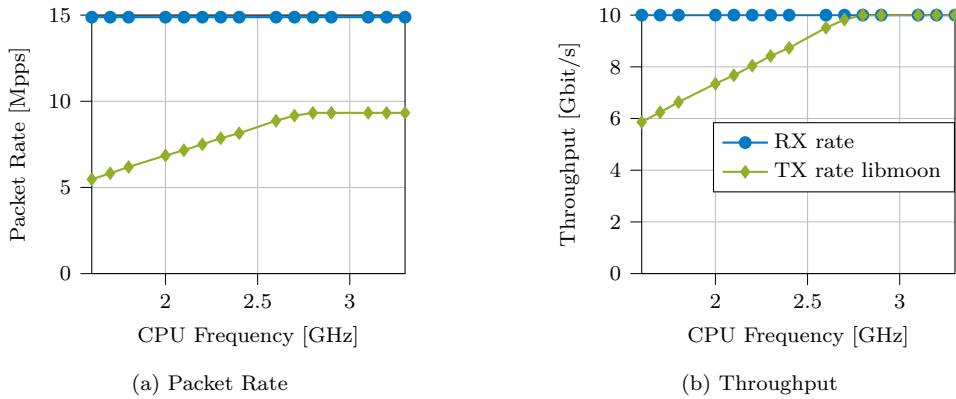 15
10
5
0
Packet Rate [Mpps]
2
2.5
3
CPU Frequency [GHz]
(a) Packet Rate
10
8
6
4
2
0
Throughput [Gbit/s]
RX rate
TX rate libmoon
2
2.5
3
CPU Frequency [GHz]
(b) Throughput